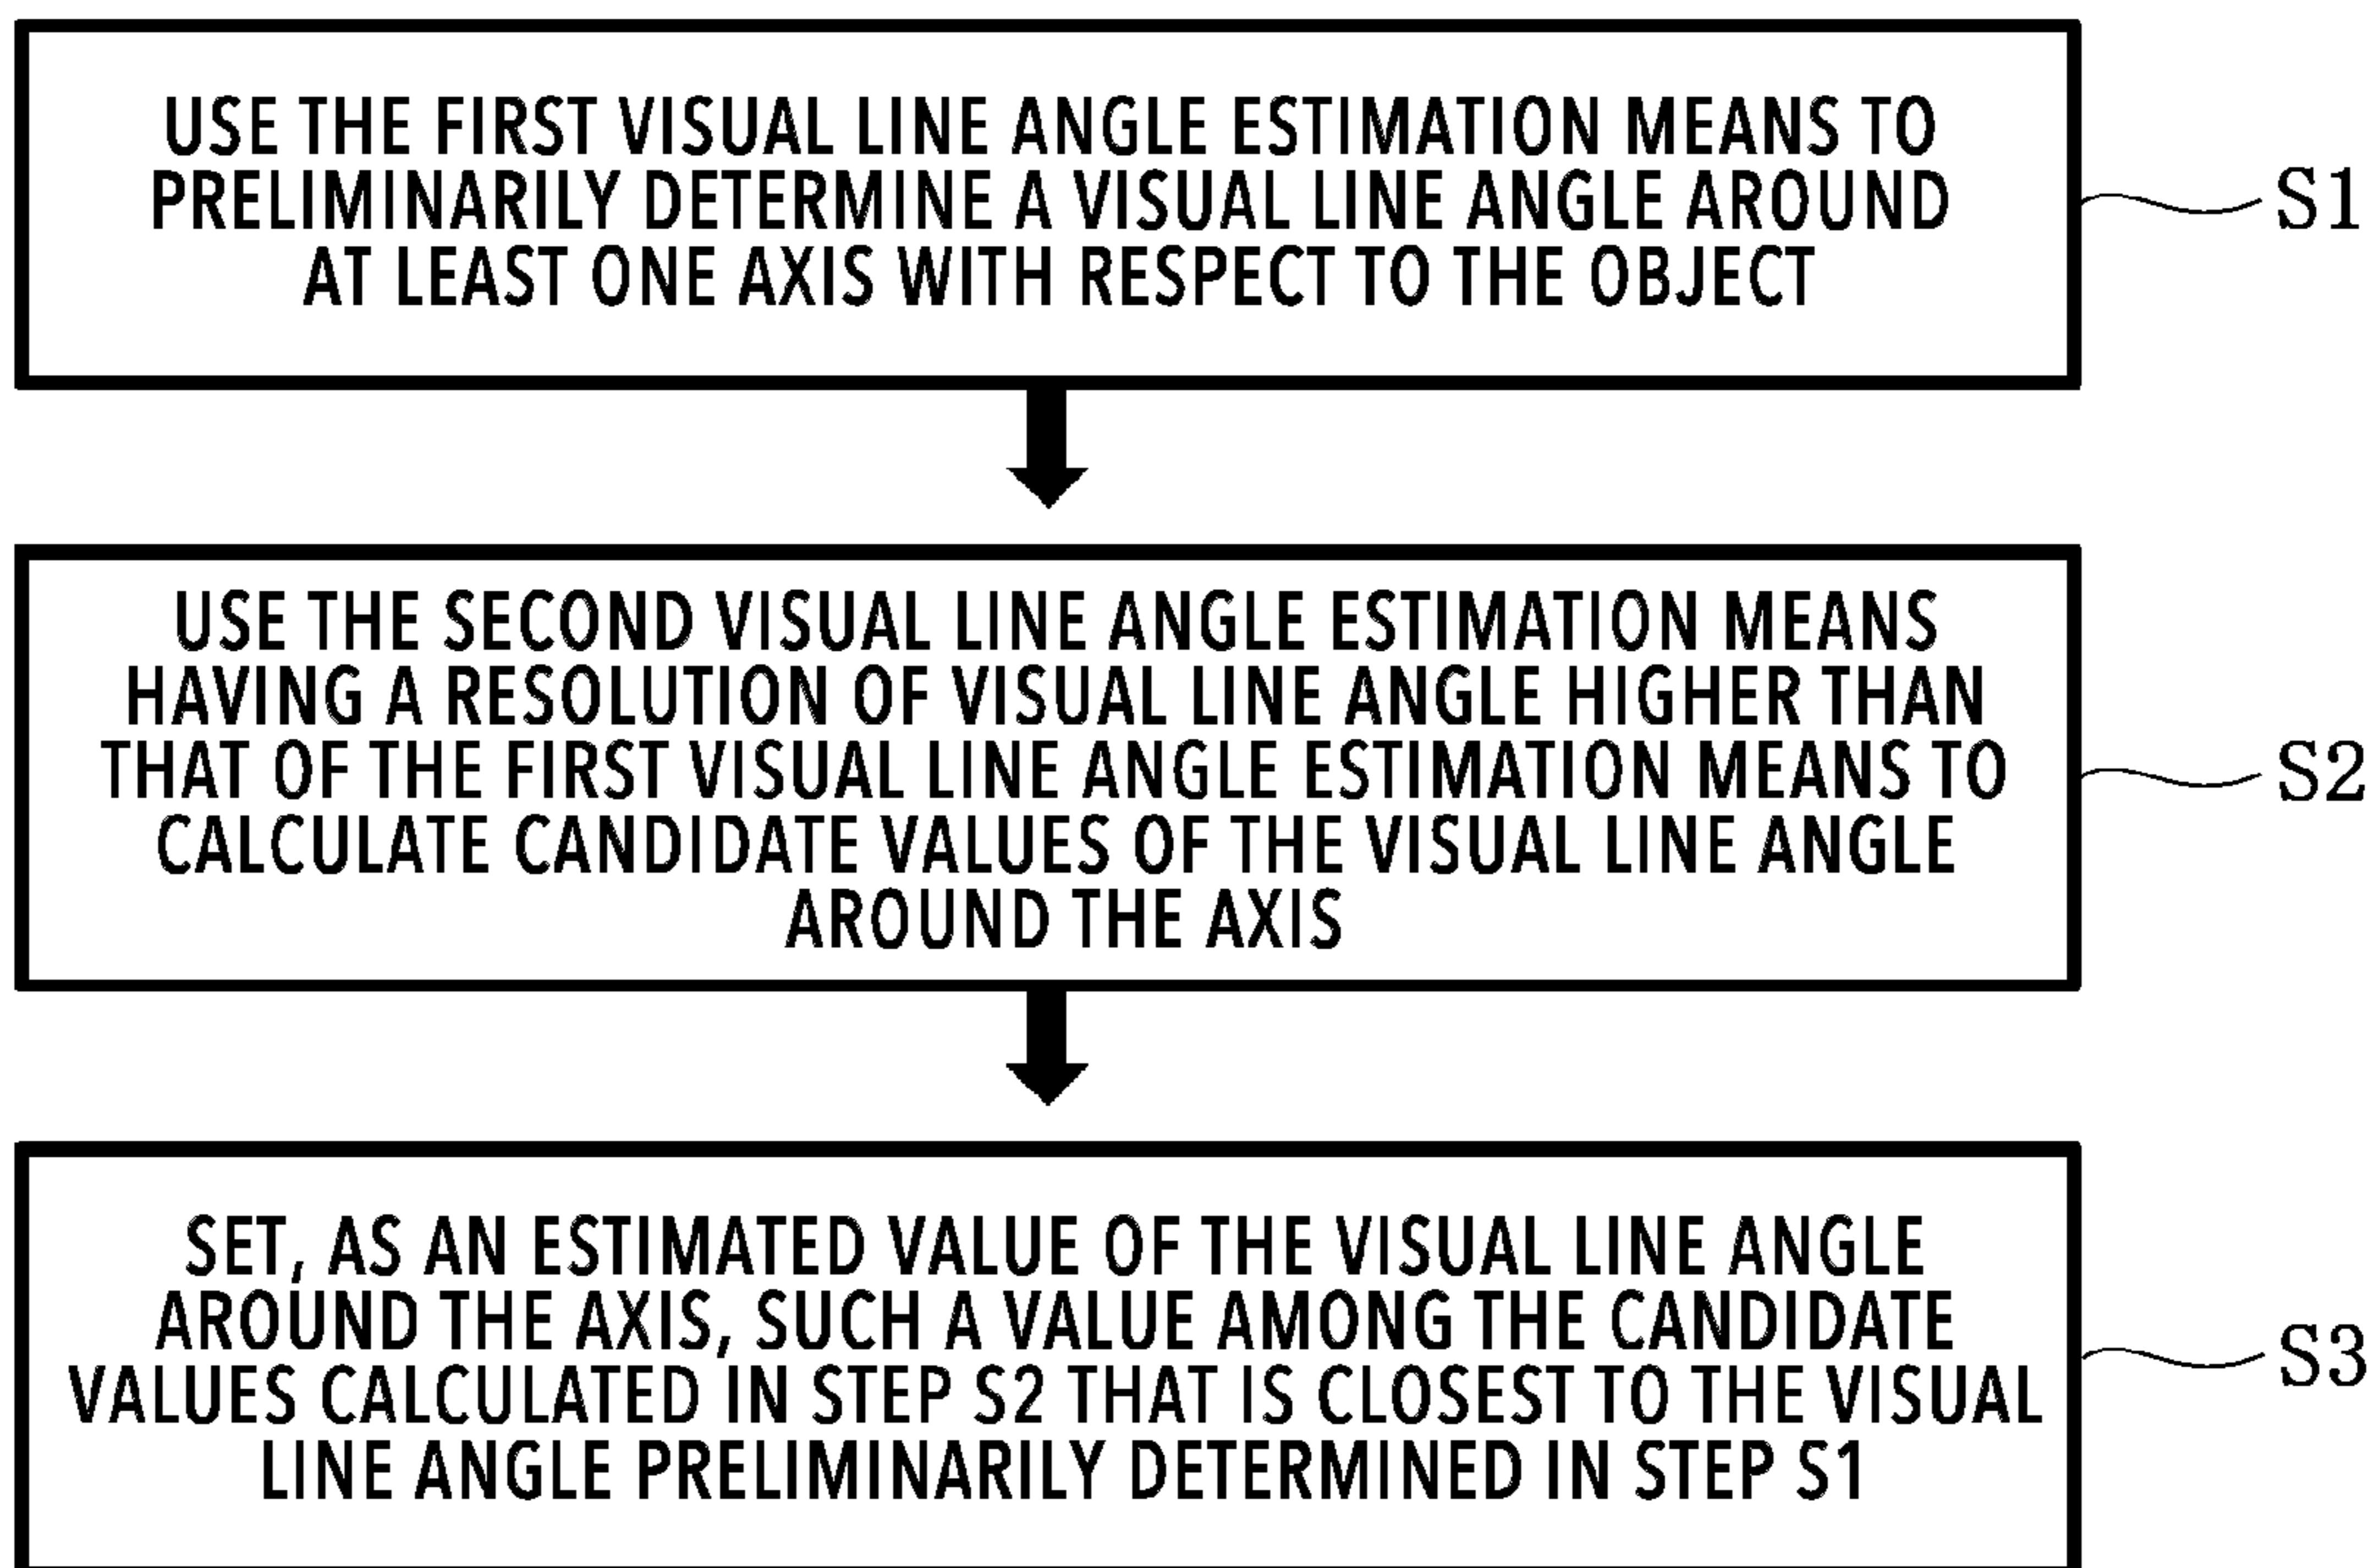 USE THE FIRST VISUAL LINE ANGLE ESTIMATION MEANS TO
PRELIMINARILY DETERMINE A VISUAL LINE ANGLE AROUND
AT LEAST ONE AXIS WITH RESPECT TO THE OBJECT
S1
USE THE SECOND VISUAL LINE ANGLE ESTIMATION MEANS
HAVING A RESOLUTION OF VISUAL LINE ANGLE HIGHER THAN
THAT OF THE FIRST VISUAL LINE ANGLE ESTIMATION MEANS TO
CALCULATE CANDIDATE VALUES OF THE VISUAL LINE ANGLE
AROUND THE AXIS
S2
SET, AS AN ESTIMATED VALUE OF THE VISUAL LINE ANGLE
AROUND THE AXIS, SUCH A VALUE AMONG THE CANDIDATE
VALUES CALCULATED IN STEP S2 THAT IS CLOSEST TO THE VISUAL
LINE ANGLE PRELIMINARILY DETERMINED IN STEP S1
S3